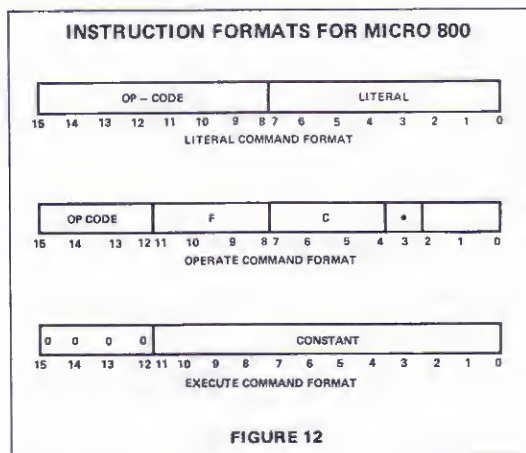 INSTRUCTION FORMATS FOR MICRO 800
OP – CODE LITERAL
15 14 13 12 11 10 9 8 7 6 5 4 3 2 1 0
LITERAL COMMAND FORMAT
OP CODE F C *
15 14 13 12 11 10 9 8 7 6 5 4 3 2 1 0
OPERATE COMMAND FORMAT
0 0 0 0 CONSTANT
15 14 13 12 11 10 9 8 7 6 5 4 3 2 1 0
EXECUTE COMMAND FORMAT
FIGURE 12